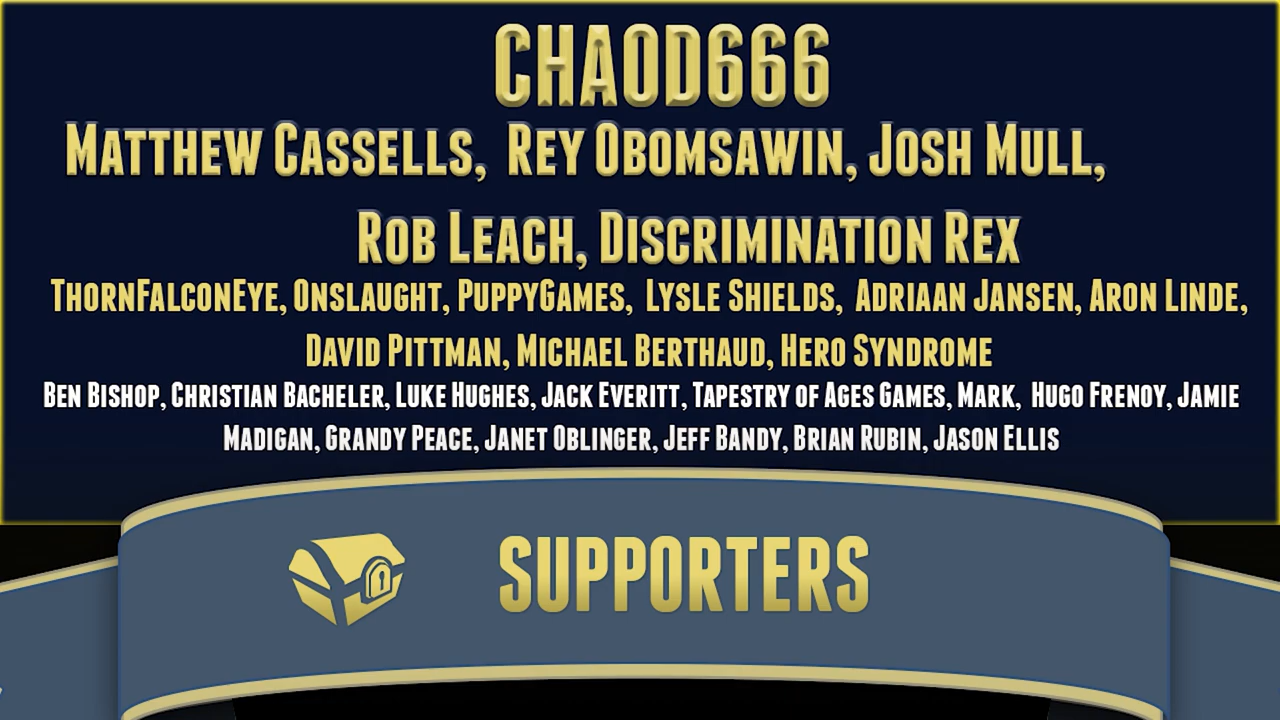 CHAOD666
MATTHEW CASSELLS, REY OBOMSAWIN, JOSH MULL,
ROB LEACH, DISCRIMINATION REX
THORNFALCONEYE, ONSLAUGHT, PUPPYGAMES, LYSLE SHIELDS, ADRIAAN JANSEN, ARON LINDE,
DAVID PITTMAN, MICHAEL BERTHAUD, HERO SYNDROME
BEN BISHOP, CHRISTIAN BACHELER, LUKE HUGHES, JACK EVERITT, TAPESTRY OF AGES GAMES, MARK, HUGO FRENOY, JAMIE
MADIGAN, GRANDY PEACE, JANET OBLINGER, JEFF BANDY, BRIAN RUBIN, JASON ELLIS
SUPPORTERS